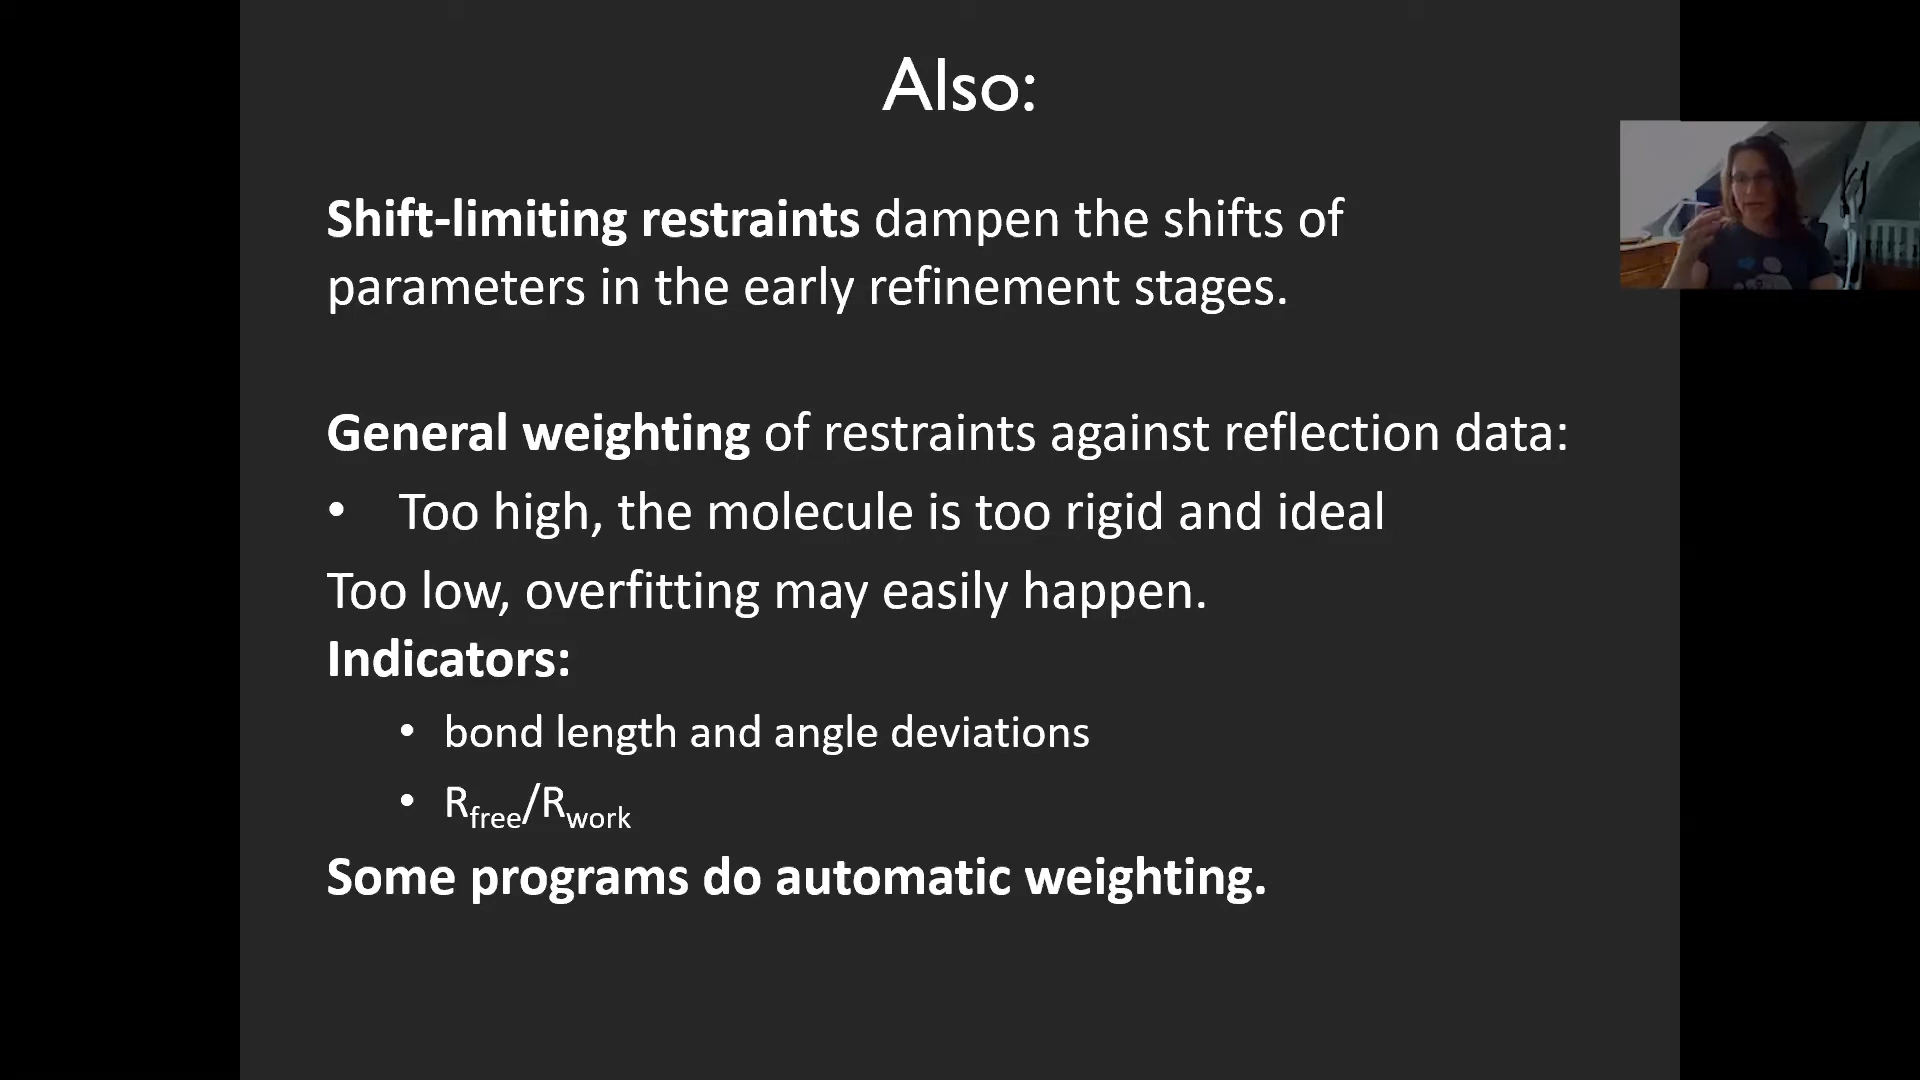 Also:
Shift-limiting restraints dampen the shifts of
parameters in the early refinement stages.
General weighting of restraints against reflection data:
• Too high, the molecule is too rigid and ideal
Too low, overfitting may easily happen.
Indicators:
• bond length and angle deviations
• Rfree/Rwork
Some programs do automatic weighting.